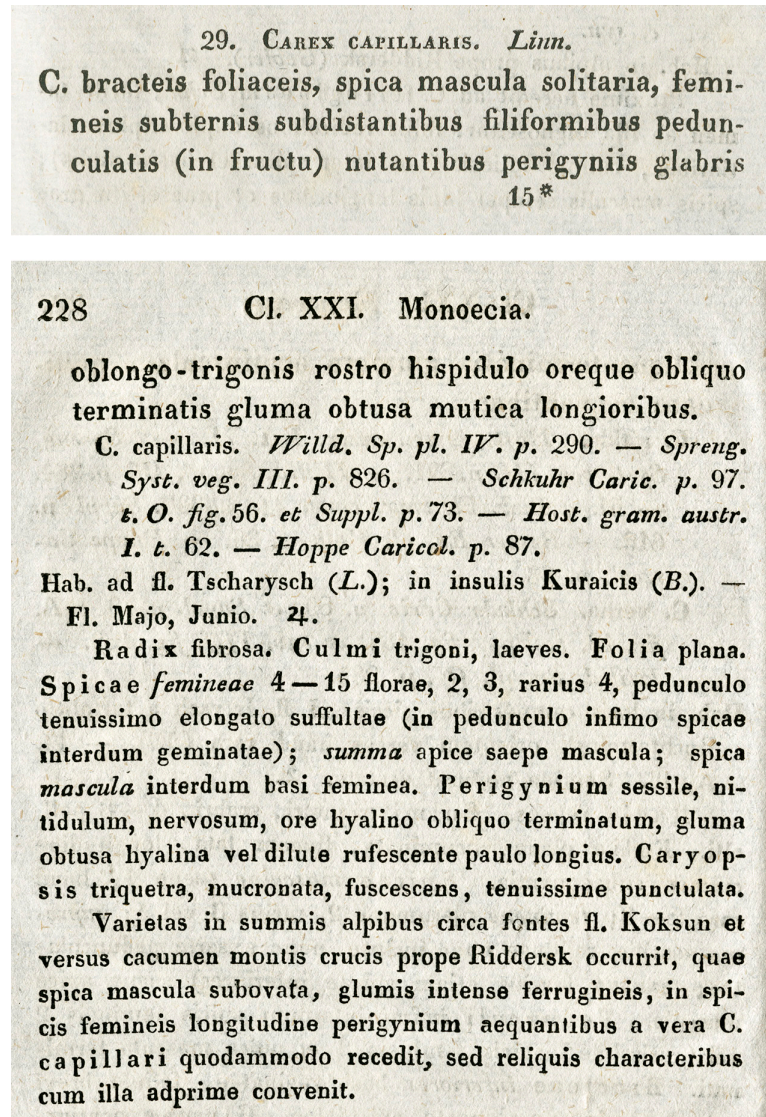 29. CAREX CAPILLARIS. Linn.
C. bracteis foliaceis, spica mascula solitaria, femi-
neis subternis subdistantibus filiformibus pedun-
culatis (in fructu) nutantibus perigyniis glabris
15*
228 Cl. XXI. Monoecia.
oblongo-trigonis rostro hispidulo oreque obliquo
terminatis gluma obtusa mutica longioribus.
C. capillaris. Willd. Sp. pl. IV. p. 290. — Spreng.
Syst. veg. III. p. 826. — Schkuhr Caric. p. 97.
t. O. fig. 56. et Suppl. p. 73. — Host. gram. austr.
I. t. 62. — Hoppe Caricol. p. 87.
Hab. ad fl. Tscharysch (L.); in insulis Kuraicis (B.). —
Fl. Majo, Junio. ♃.
Radix fibrosa. Culmi trigoni, laeves. Folia plana.
Spicae femineae 4—15 florae, 2, 3, rarius 4, pedunculo
tenuissimo elongato suffultae (in pedunculo infimo spicae
interdum geminatae); summa apice saepe mascula; spica
mascula interdum basi feminea. Perigynium sessile, ni-
tidulum, nervosum, ore hyalino obliquo terminatum, gluma
obtusa hyalina vel dilute rufescente paulo longius. Caryop-
sis triquetra, mucronata, fuscescens, tenuissime punctulata.
Varietas in summis alpibus circa fontes fl. Koksun et
versus cacumen montis crucis prope Riddersk occurrit, quae
spica mascula subovata, glumis intense ferrugineis, in spi-
cis femineis longitudine perigynium aequantibus a vera C.
capillari quodammodo recedit, sed reliquis characteribus
cum illa adprime convenit.